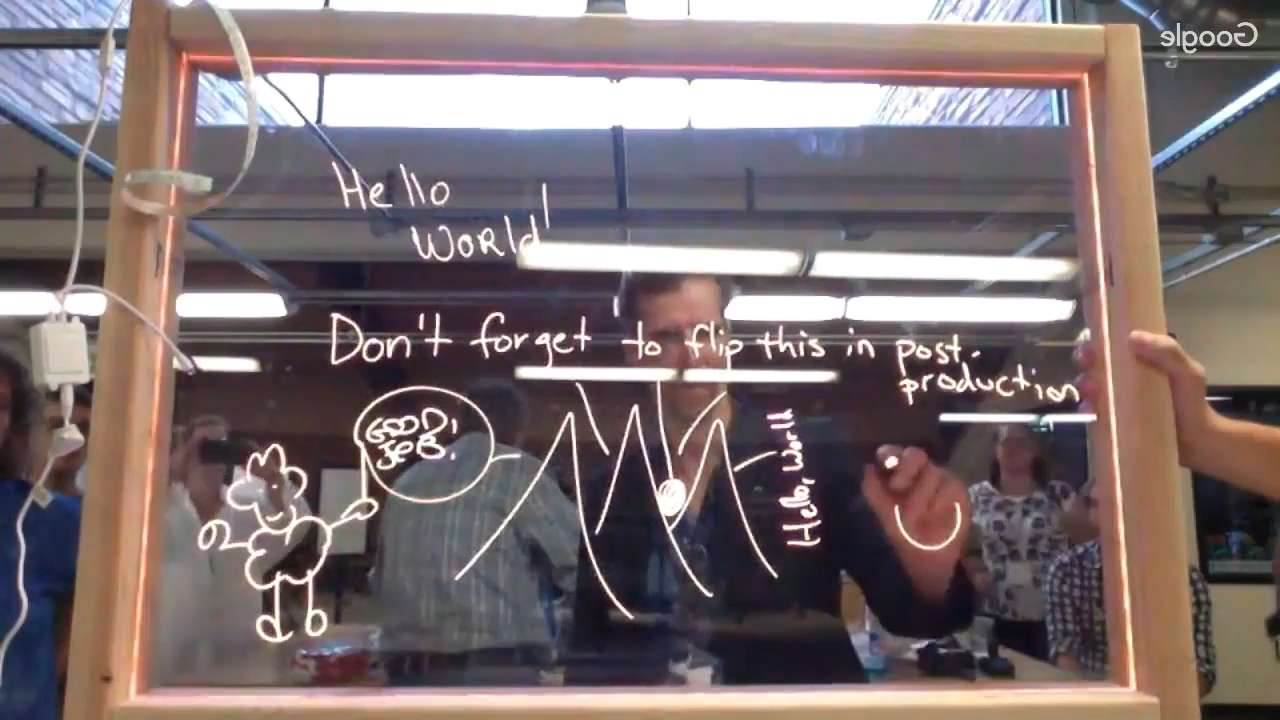 Google
Hello
World!
Don't forget to flip this in post-
production
GOOD!
JOB!
Hello, World